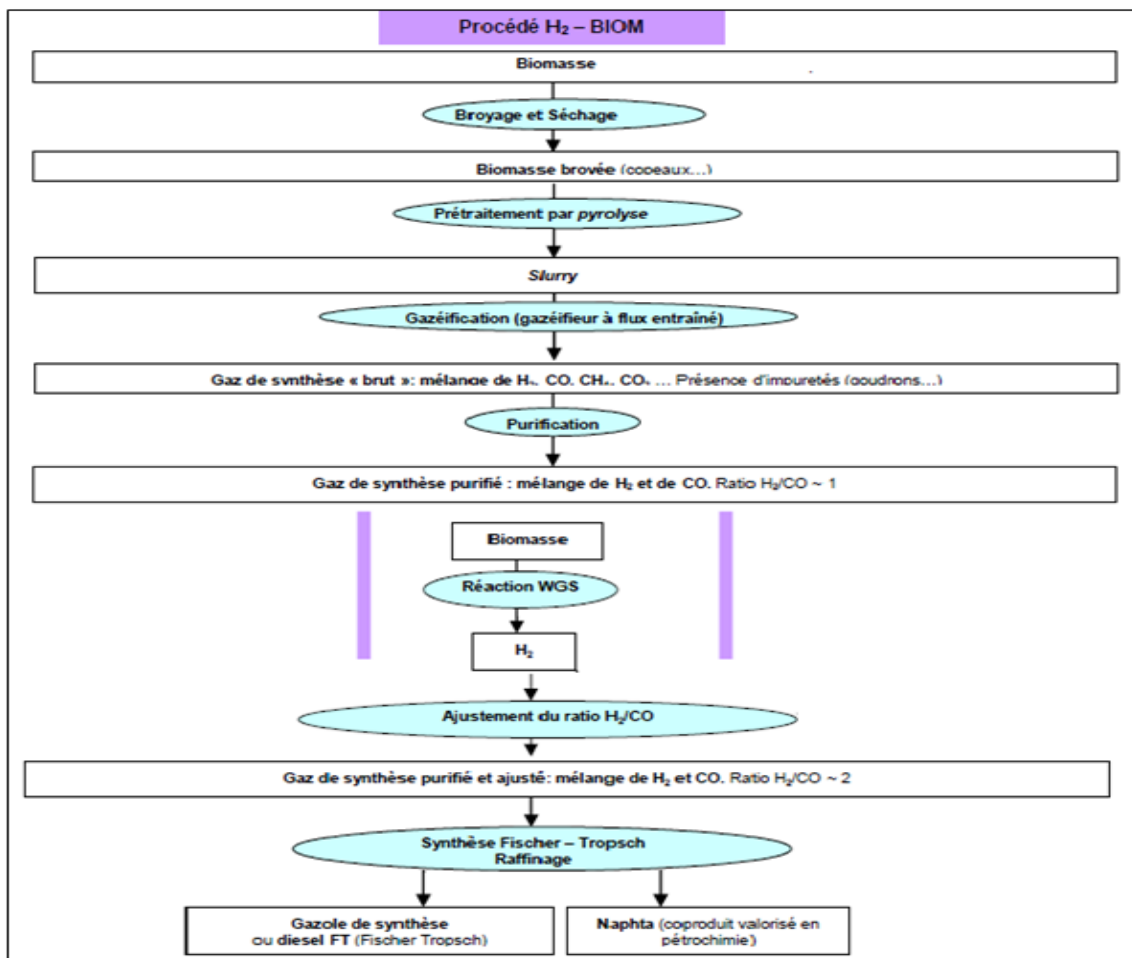 Procédé H₂ – BIOM
Biomasse
Broyage et Séchage
Biomasse brovée (copeaux...)
Prétraitement par pyrolyse
Slurry
Gazéification (gazéifieur à flux entraîné)
Gaz de synthèse « brut »: mélange de H₂, CO, CH₄, CO₂ ... Présence d'impuretés (goudrons...)
Purification
Gaz de synthèse purifié : mélange de H₂ et de CO. Ratio H₂/CO ~ 1
Biomasse
Réaction WGS
H₂
Ajustement du ratio H₂/CO
Gaz de synthèse purifié et ajusté: mélange de H₂ et CO. Ratio H₂/CO ~ 2
Synthèse Fischer – Tropsch
Raffinage
Gazole de synthèse
ou diesel FT (Fischer Tropsch)
Naphta (coproduit valorisé en
pétrochimie)